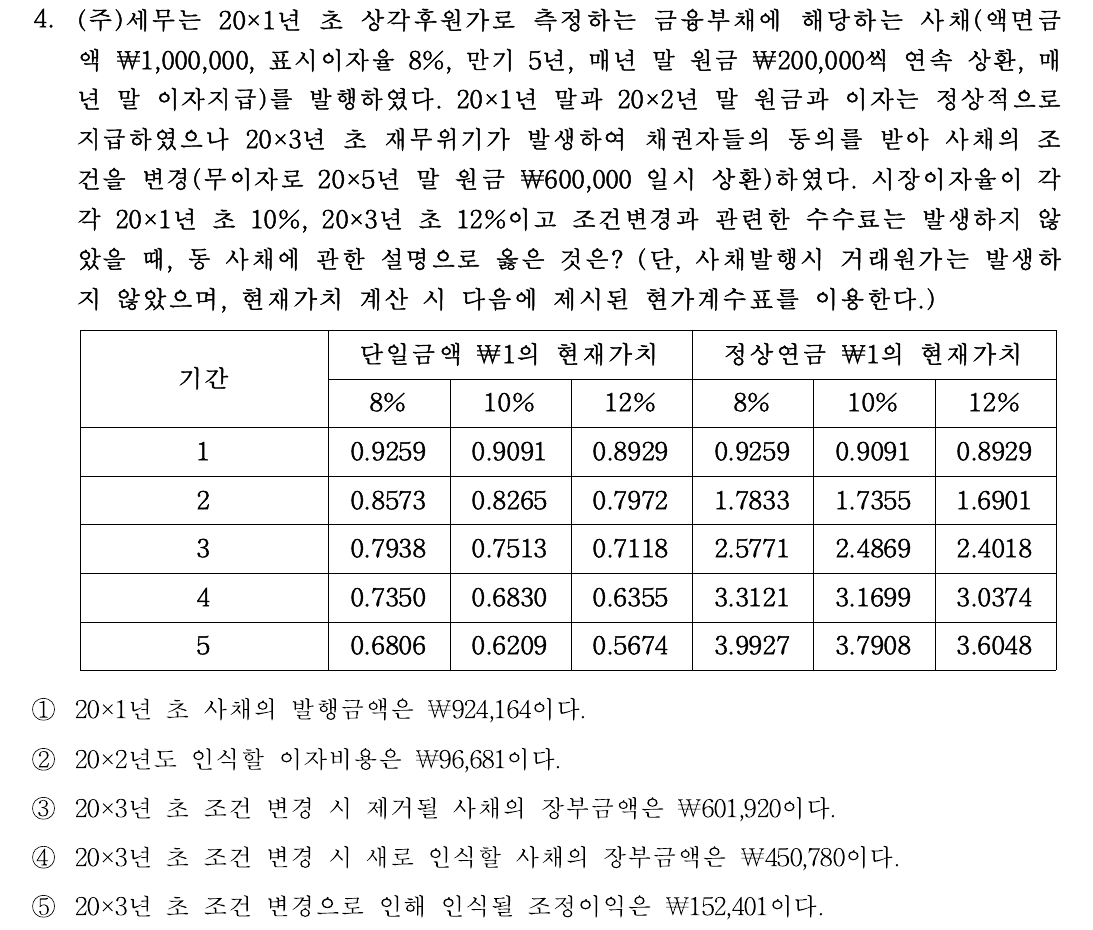 4. (주)세무는 20×1년 초 상각후원가로 측정하는 금융부채에 해당하는 사채(액면금
액 ₩1,000,000, 표시이자율 8%, 만기 5년, 매년 말 원금 ₩200,000씩 연속 상환, 매
년 말 이자지급)를 발행하였다. 20×1년 말과 20×2년 말 원금과 이자는 정상적으로
지급하였으나 20×3년 초 재무위기가 발생하여 채권자들의 동의를 받아 사채의 조
건을 변경(무이자로 20×5년 말 원금 ₩600,000 일시 상환)하였다. 시장이자율이 각
각 20×1년 초 10%, 20×3년 초 12%이고 조건변경과 관련한 수수료는 발생하지 않
았을 때, 동 사채에 관한 설명으로 옳은 것은? (단, 사채발행시 거래원가는 발생하
지 않았으며, 현재가치 계산 시 다음에 제시된 현가계수표를 이용한다.)
기간 단일금액 ₩1의 현재가치 정상연금 ₩1의 현재가치
8% 10% 12% 8% 10% 12%
1 0.9259 0.9091 0.8929 0.9259 0.9091 0.8929
2 0.8573 0.8265 0.7972 1.7833 1.7355 1.6901
3 0.7938 0.7513 0.7118 2.5771 2.4869 2.4018
4 0.7350 0.6830 0.6355 3.3121 3.1699 3.0374
5 0.6806 0.6209 0.5674 3.9927 3.7908 3.6048
① 20×1년 초 사채의 발행금액은 ₩924,164이다.
② 20×2년도 인식할 이자비용은 ₩96,681이다.
③ 20×3년 초 조건 변경 시 제거될 사채의 장부금액은 ₩601,920이다.
④ 20×3년 초 조건 변경 시 새로 인식할 사채의 장부금액은 ₩450,780이다.
⑤ 20×3년 초 조건 변경으로 인해 인식될 조정이익은 ₩152,401이다.